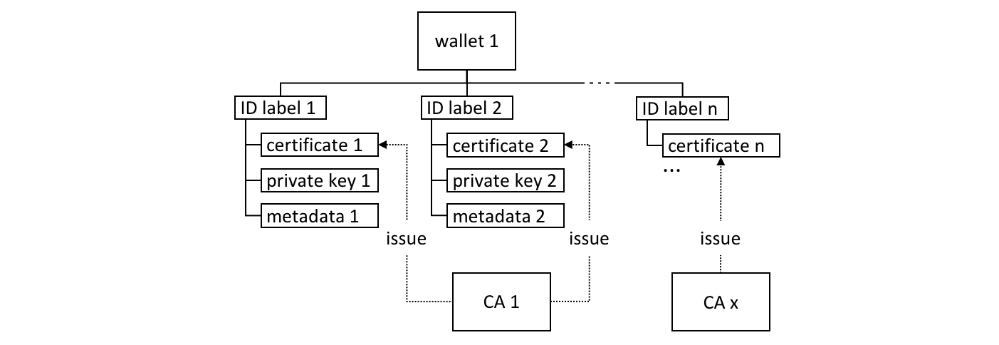 wallet 1
ID label 1
ID label 2
ID label n
certificate 1
certificate 2
certificate n
...
private key 1
private key 2
metadata 1
metadata 2
issue
issue
issue
CA 1
CA x